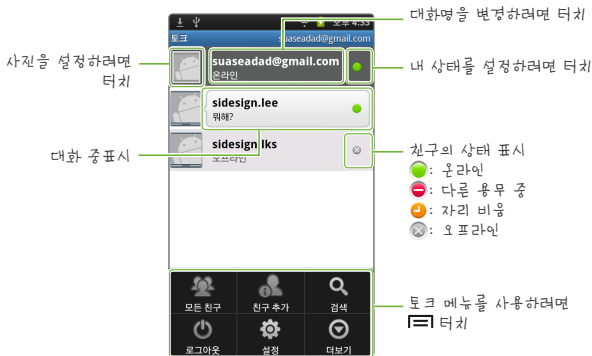 대화명을 변경하려면 터치
오후 4:33
토크 suaseadad@gmail.com
사진을 설정하려면
터치
suaseadad@gmail.com
온라인
내 상태를 설정하려면 터치
sidesign.lee
뭐해?
대화 중표시
sidesign.lks
오프라인
친구의 상태 표시
: 온라인
: 다른 용무 중
: 자리 비움
: 오프라인
모든 친구 친구 추가 검색
로그아웃 설정 더보기
토크 메뉴를 사용하려면
터치